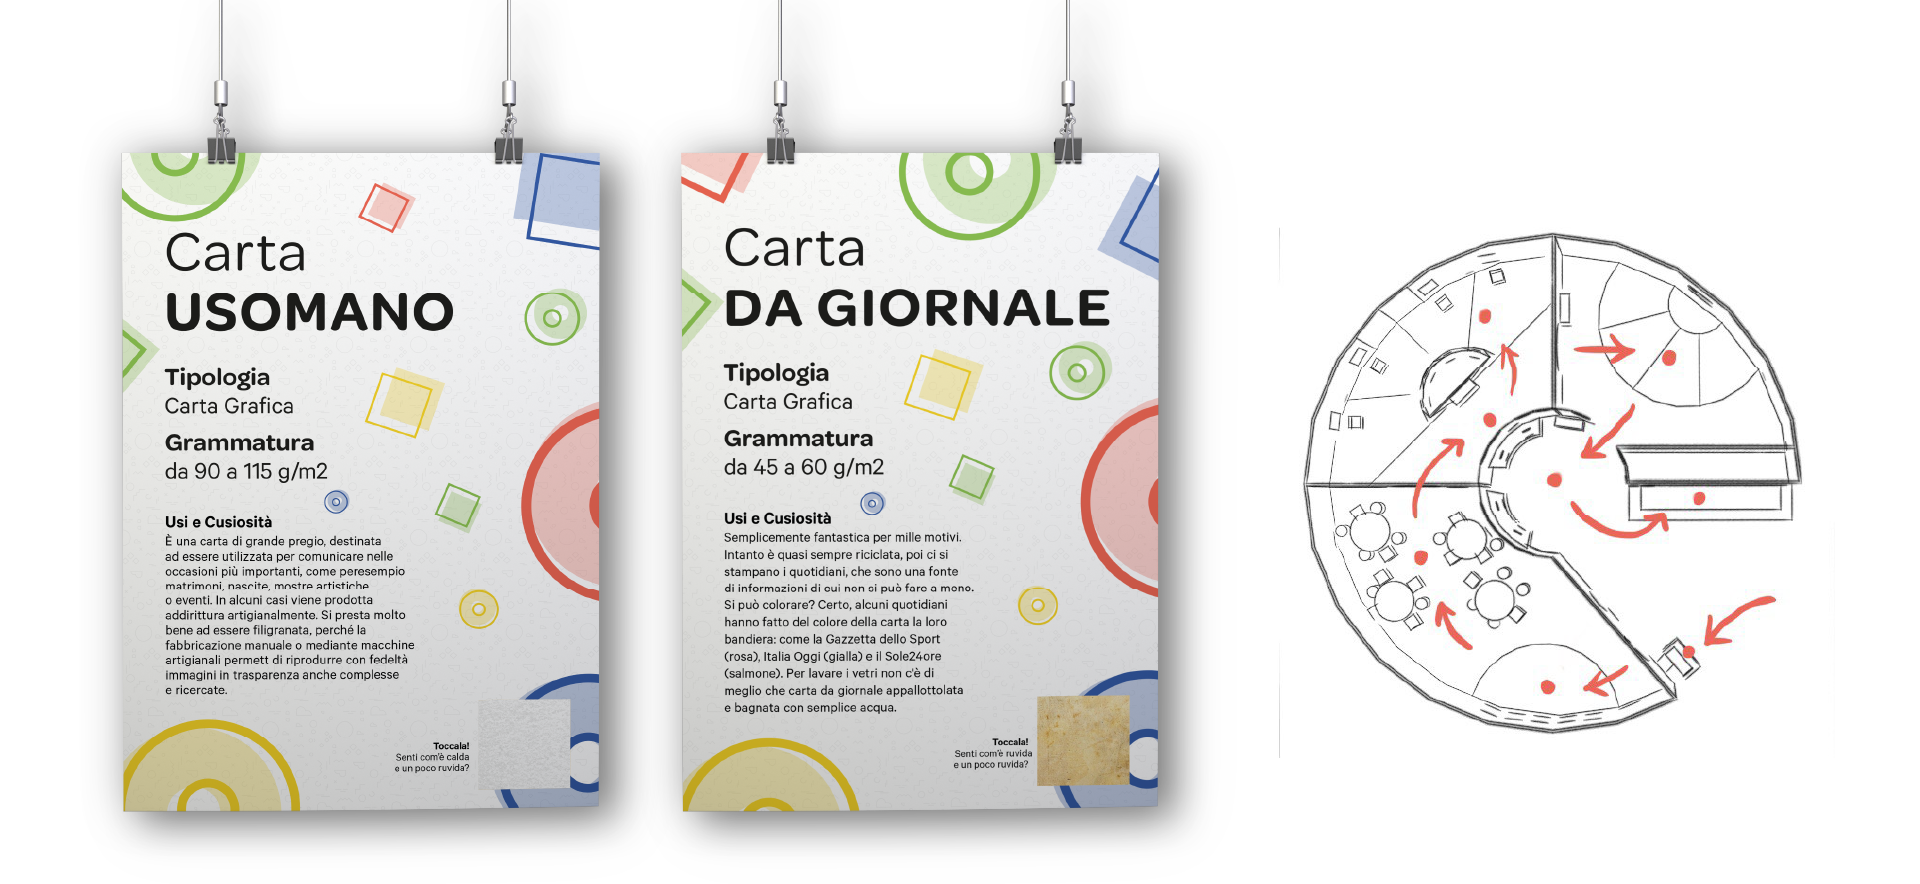 Carta
USOMANO
Tipologia
Carta Grafica
Grammatura
da 90 a 115 g/m2
Usi e Cusiosità
È una carta di grande pregio, destinata
ad essere utilizzata per comunicare nelle
occasioni più importanti, come peresempio
matrimoni, nascite, mostre artistiche
o eventi. In alcuni casi viene prodotta
addirittura artigianalmente. Si presta molto
bene ad essere filigranata, perché la
fabbricazione manuale o mediante macchine
artigianali permett di riprodurre con fedeltà
immagini in trasparenza anche complesse
e ricercate.
Toccala!
Senti com'è calda
e un poco ruvida?
Carta
DA GIORNALE
Tipologia
Carta Grafica
Grammatura
da 45 a 60 g/m2
Usi e Cusiosità
Semplicemente fantastica per mille motivi.
Intanto è quasi sempre riciclata, poi ci si
stampano i quotidiani, che sono una fonte
di informazioni di cui non si può fare a meno.
Si può colorare? Certo, alcuni quotidiani
hanno fatto del colore della carta la loro
bandiera: come la Gazzetta dello Sport
(rosa), Italia Oggi (gialla) e il Sole24ore
(salmone). Per lavare i vetri non c'è di
meglio che carta da giornale appallottolata
e bagnata con semplice acqua.
Toccala!
Senti com'è ruvida
e un poco ruvida?